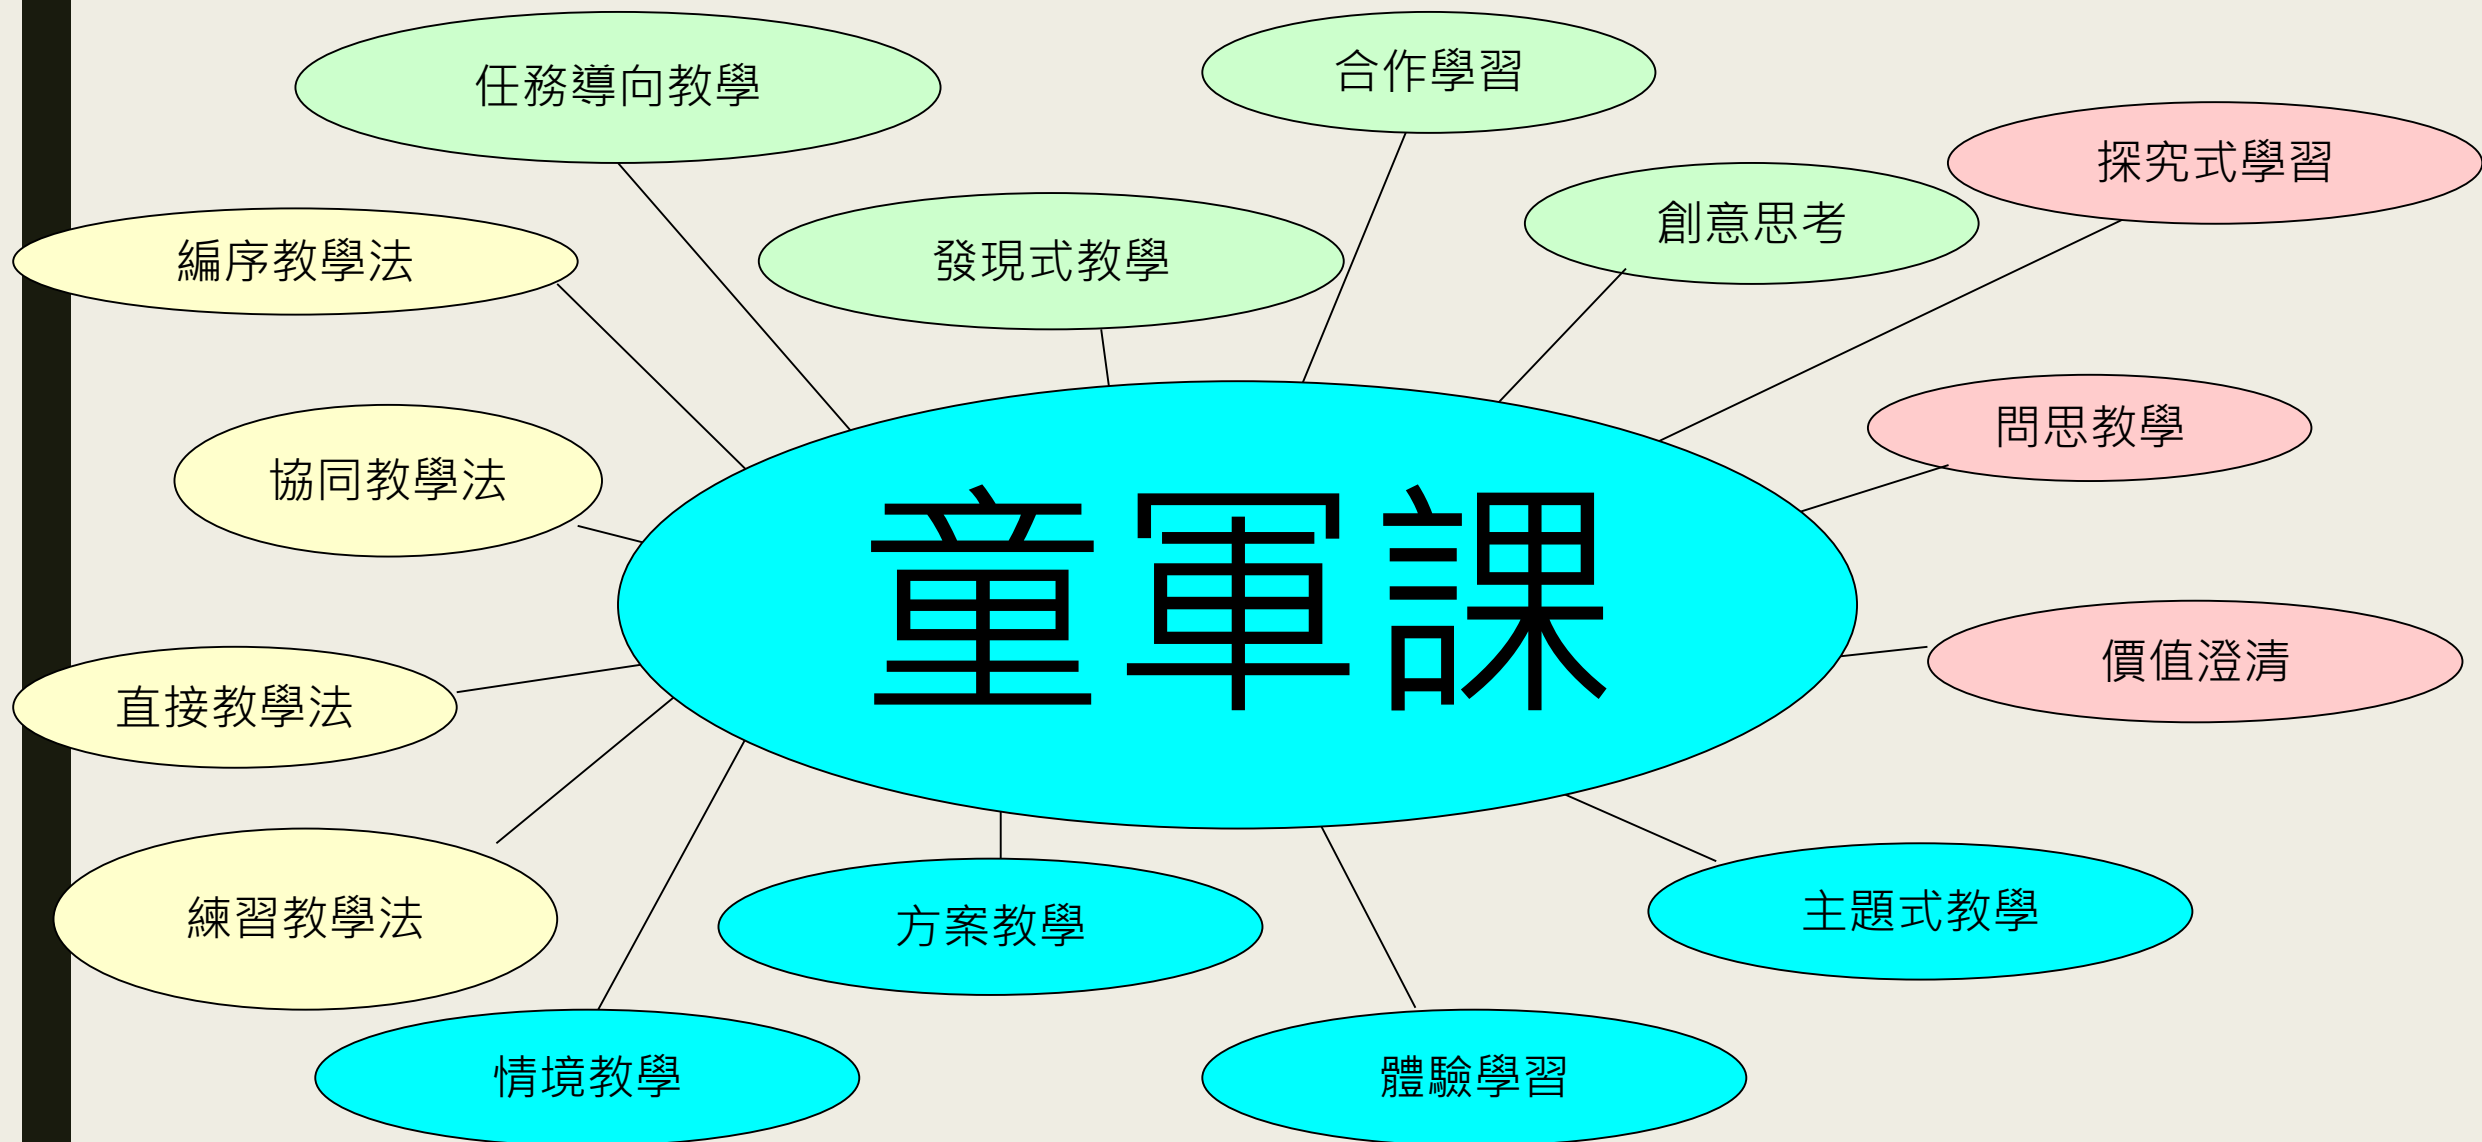 任務導向教學
合作學習
探究式學習
創意思考
編序教學法
發現式教學
問思教學
協同教學法
童軍課
價值澄清
直接教學法
主題式教學
練習教學法
方案教學
情境教學
體驗學習